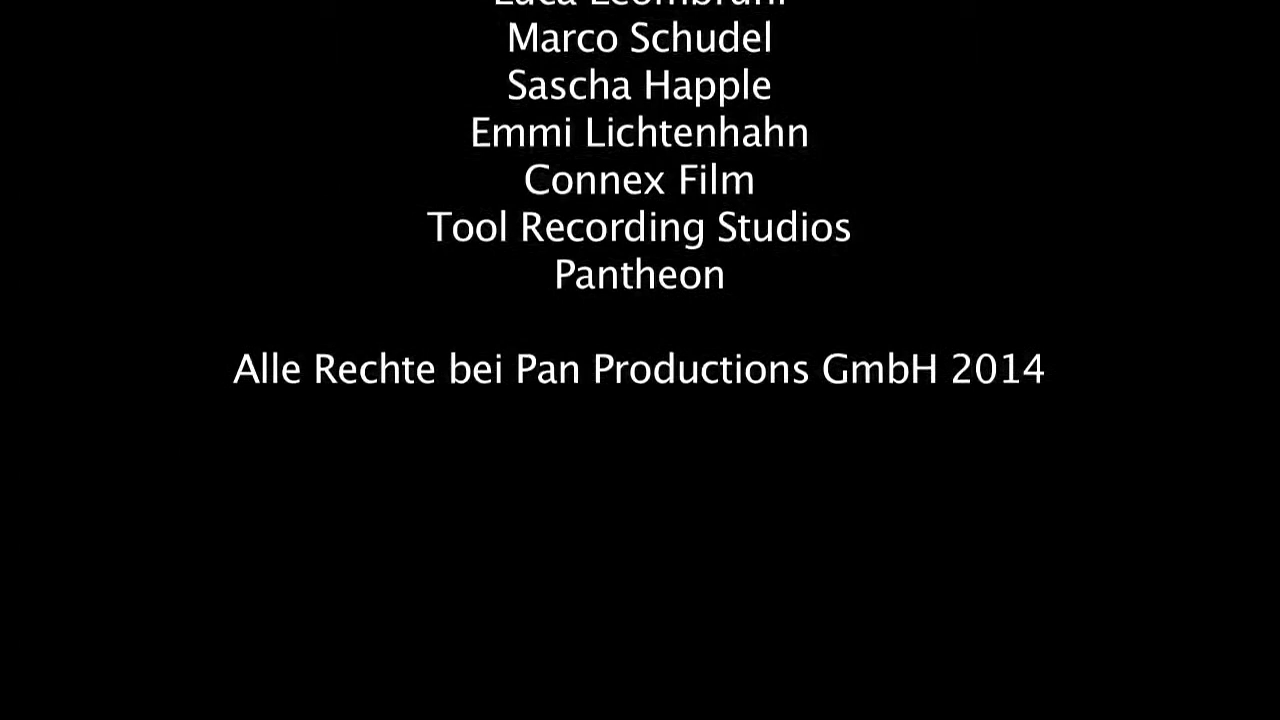 Luca
Marco Schudel
Sascha Happle
Emmi Lichtenhahn
Connex Film
Tool Recording Studios
Pantheon
Alle Rechte bei Pan Productions GmbH 2014